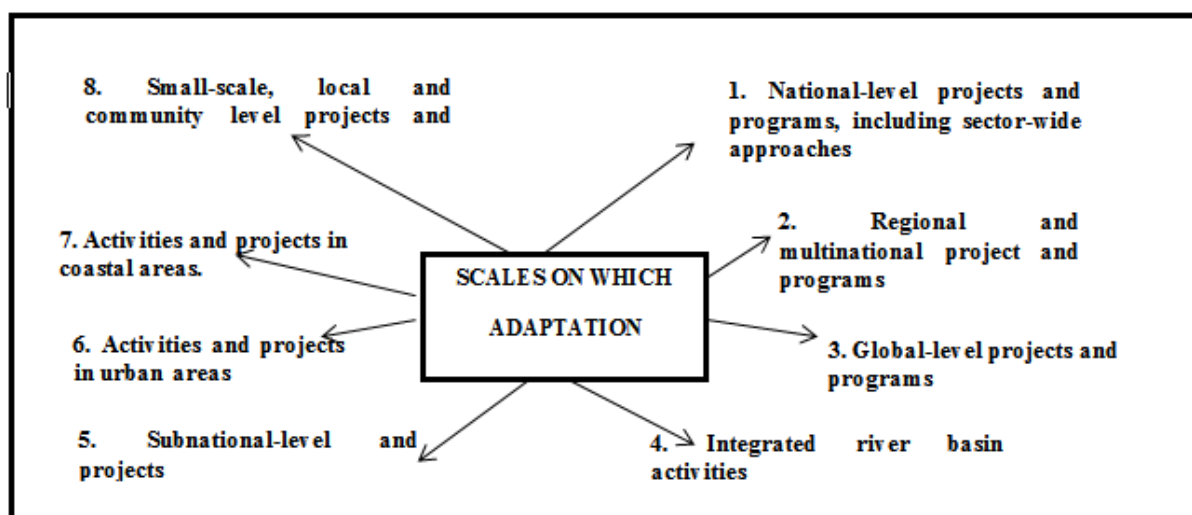 8. Small-scale, local and
community level projects and
1. National-level projects and
programs, including sector-wide
approaches
7. Activities and projects in
coastal areas.
2. Regional and
multinational project and
programs
SCALES ON WHICH
ADAPTATION
6. Activities and projects
in urban areas
3. Global-level projects and
programs
5. Subnational-level and
projects
4. Integrated river basin
activities